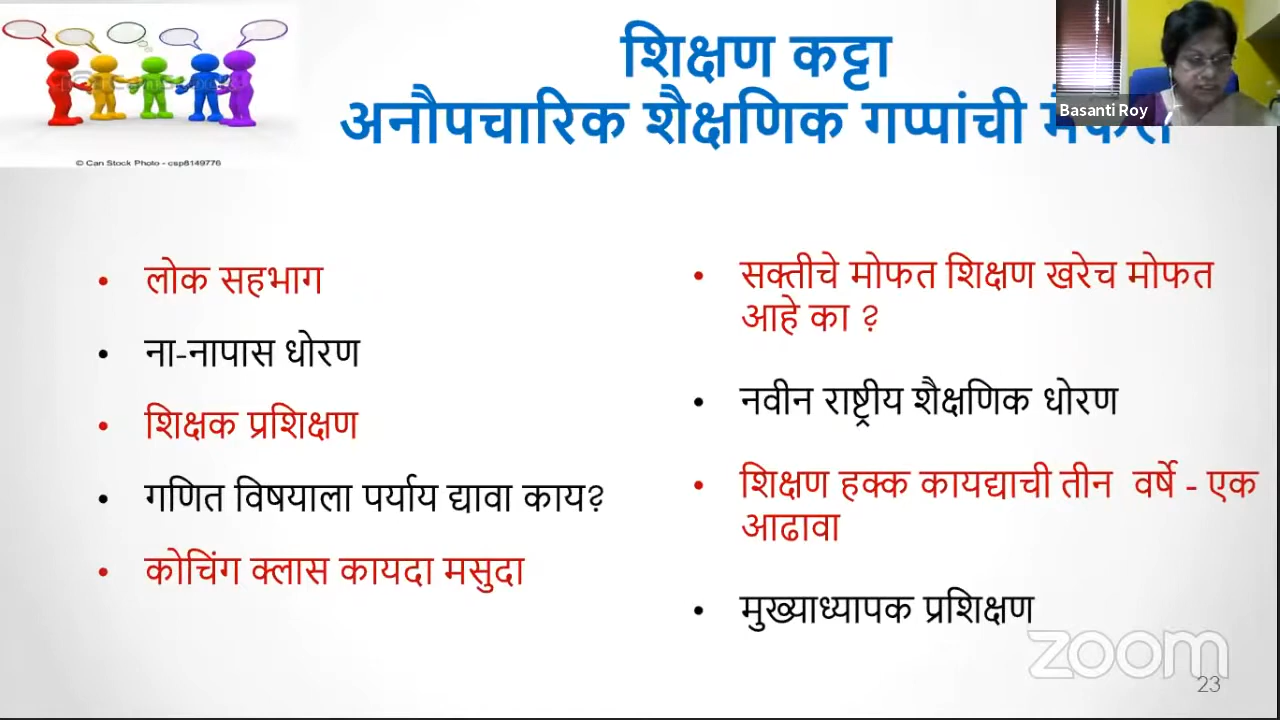 शिक्षण कट्टा
अनौपचारिक शैक्षणिक गप्पांची
Basanti Roy
© Can Stock Photo - csp8149776
• लोक सहभाग
• ना-नापास धोरण
• शिक्षक प्रशिक्षण
• गणित विषयाला पर्याय द्यावा काय?
• कोचिंग क्लास कायदा मसुदा
• सक्तीचे मोफत शिक्षण खरेच मोफत
आहे का ?
• नवीन राष्ट्रीय शैक्षणिक धोरण
• शिक्षण हक्क कायद्याची तीन वर्षे - एक
आढावा
• मुख्याध्यापक प्रशिक्षण
zoom
23